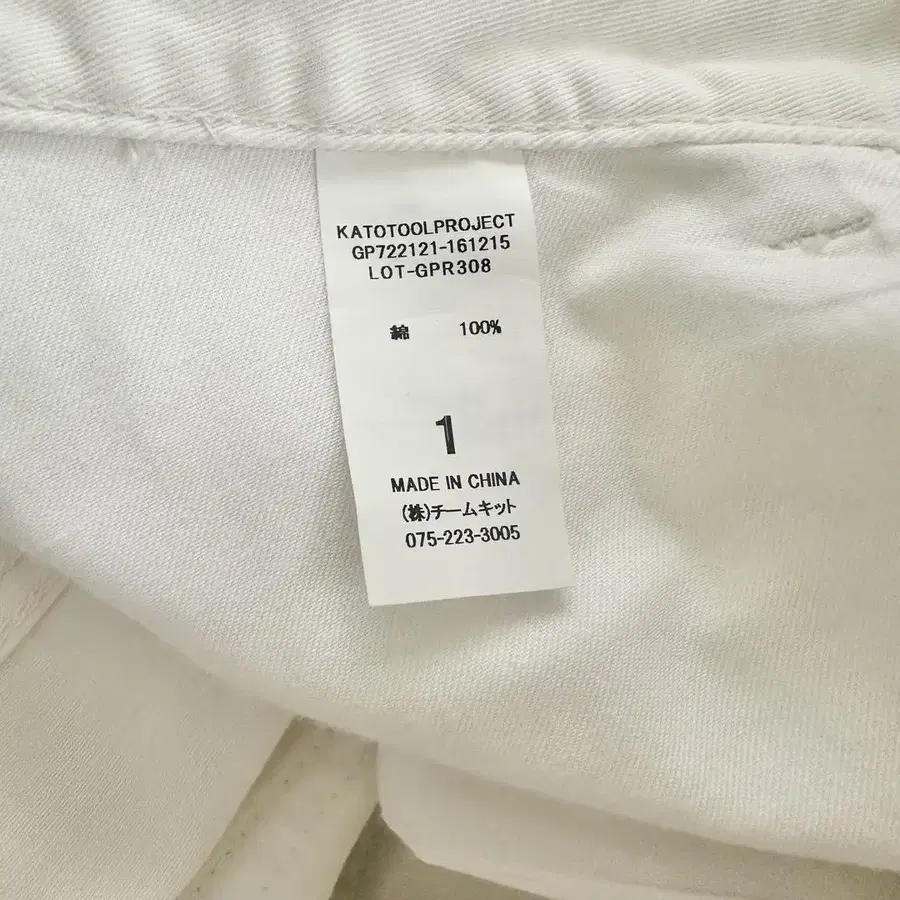 KATOTOOLPROJECT
GP722121-161215
LOT-GPR308
綿 100%
1
MADE IN CHINA
(株)チームキット
075-223-3005